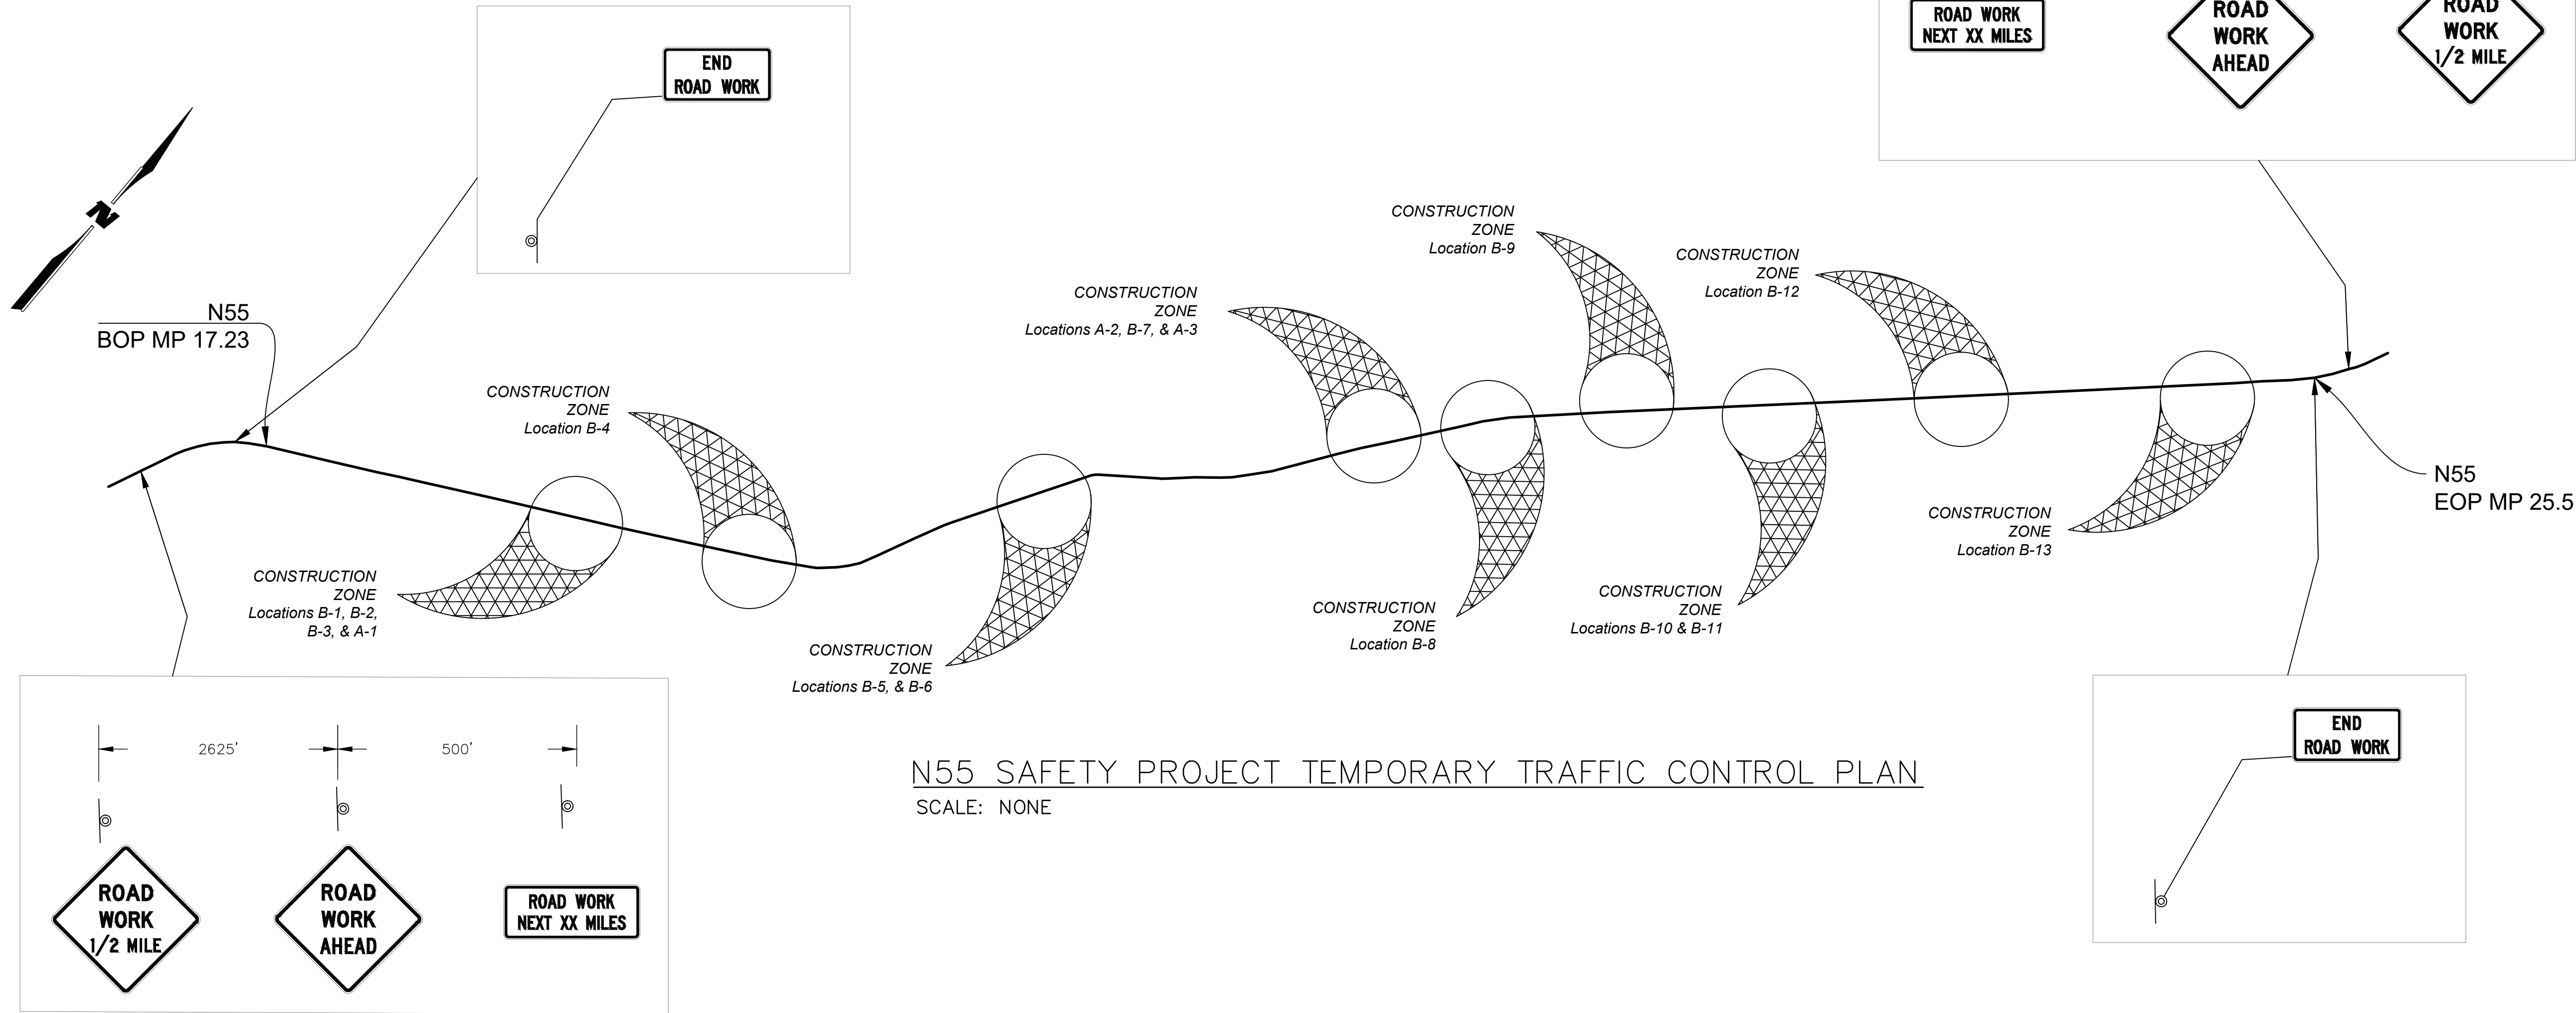 END
ROAD WORK
ROAD WORK
NEXT XX MILES
ROAD
WORK
AHEAD
ROAD
WORK
1/2 MILE
N
N55
BOP MP 17.23
CONSTRUCTION
ZONE
Location B-9
CONSTRUCTION
ZONE
Location B-12
CONSTRUCTION
ZONE
Locations A-2, B-7, & A-3
CONSTRUCTION
ZONE
Location B-4
CONSTRUCTION
ZONE
Locations B-1, B-2,
B-3, & A-1
CONSTRUCTION
ZONE
Locations B-5, & B-6
CONSTRUCTION
ZONE
Location B-8
CONSTRUCTION
ZONE
Locations B-10 & B-11
CONSTRUCTION
ZONE
Location B-13
N55
EOP MP 25.5
2625'
500'
ROAD
WORK
1/2 MILE
ROAD
WORK
AHEAD
ROAD WORK
NEXT XX MILES
N55 SAFETY PROJECT TEMPORARY TRAFFIC CONTROL PLAN
SCALE: NONE
END
ROAD WORK